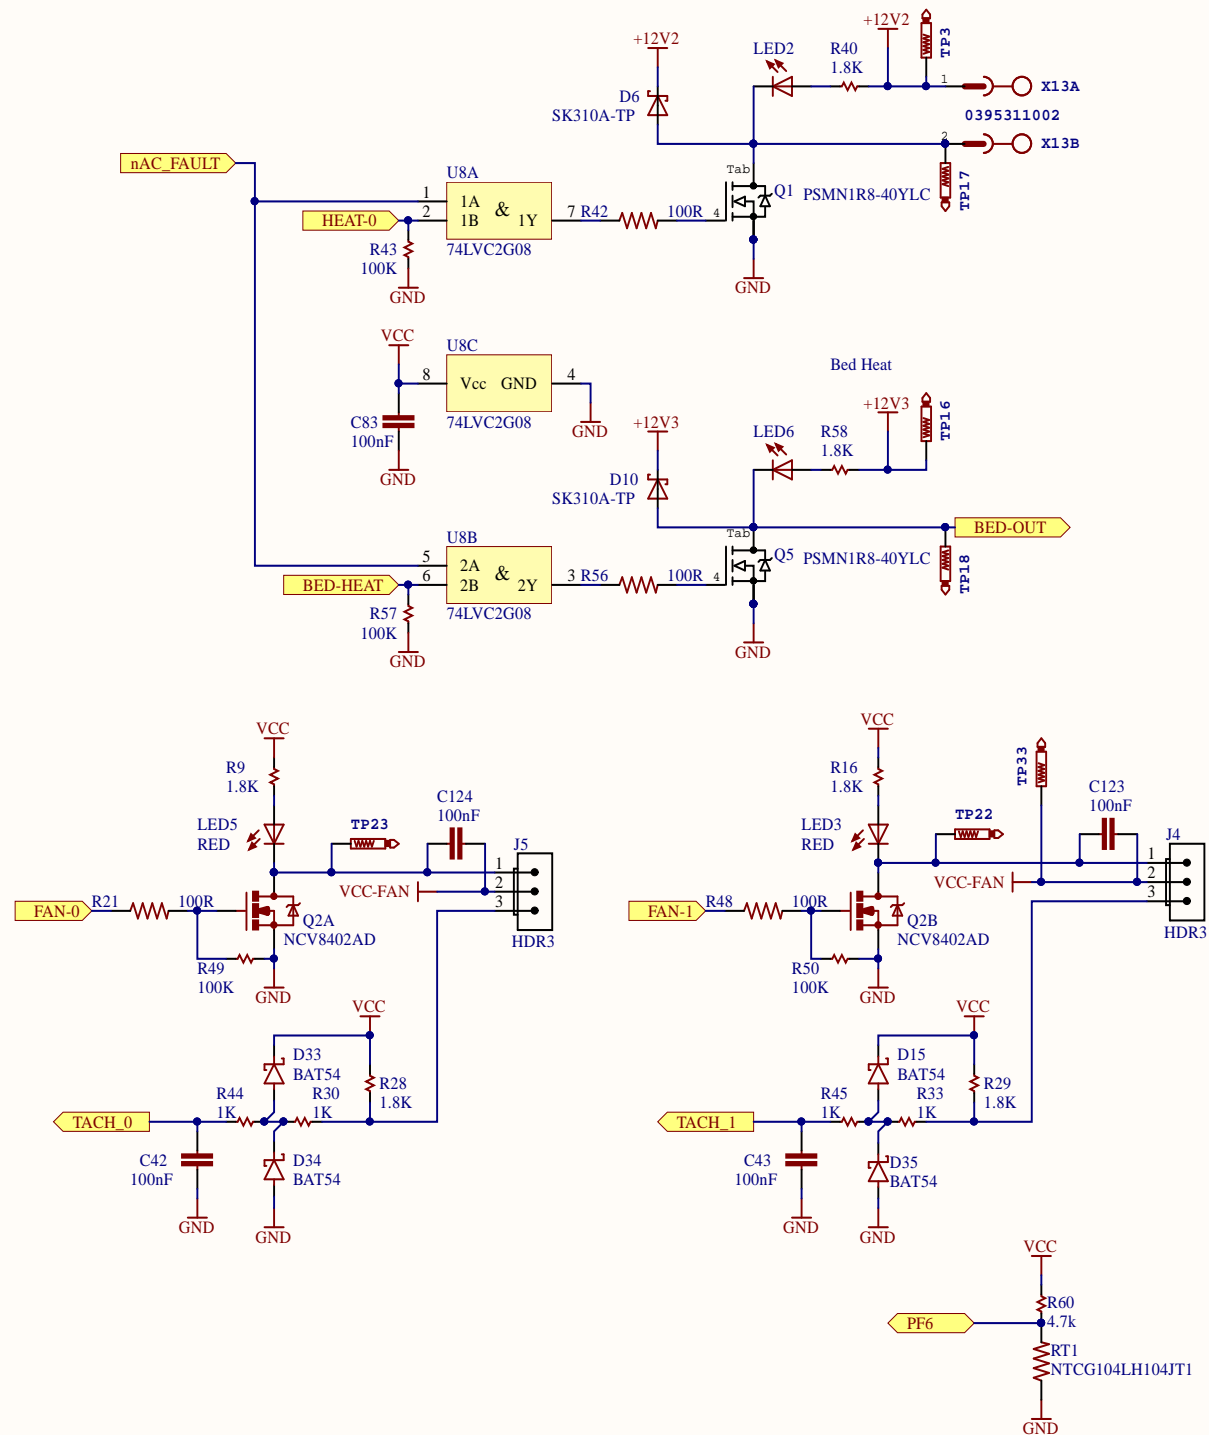 +12V2
TP3
+12V2
LED2
R40
1.8K
1
X13A
D6
SK310A-TP
0395311002
2
X13B
nAC_FAULT
U8A
Tab
Q1
PSMN1R8-40YLC
TP17
1
1A
&
2
1B
1Y
7
R42
100R
4
HEAT-0
74LVC2G08
R43
100K
GND
GND
VCC
U8C
Bed Heat
8
Vcc
GND
4
74LVC2G08
C83
100nF
GND
GND
+12V3
+12V3
TP16
LED6
R58
1.8K
D10
SK310A-TP
BED-OUT
U8B
Tab
Q5
PSMN1R8-40YLC
TP18
5
2A
&
6
2B
2Y
3
R56
100R
4
BED-HEAT
74LVC2G08
R57
100K
GND
GND
VCC
R9
1.8K
C124
100nF
LED5
RED
TP23
J5
1
2
3
VCC-FAN
FAN-0
R21
100R
Q2A
NCV8402AD
HDR3
R49
100K
GND
VCC
D33
BAT54
R44
1K
R30
1K
R28
1.8K
TACH_0
C42
100nF
D34
BAT54
GND
GND
VCC
R16
1.8K
TP33
C123
100nF
LED3
RED
TP22
J4
1
2
3
VCC-FAN
FAN-1
R48
100R
Q2B
NCV8402AD
HDR3
R50
100K
GND
VCC
D15
BAT54
R45
1K
R33
1K
R29
1.8K
TACH_1
C43
100nF
D35
BAT54
GND
GND
VCC
R60
4.7k
PF6
RT1
NTCG104LH104JT1
GND